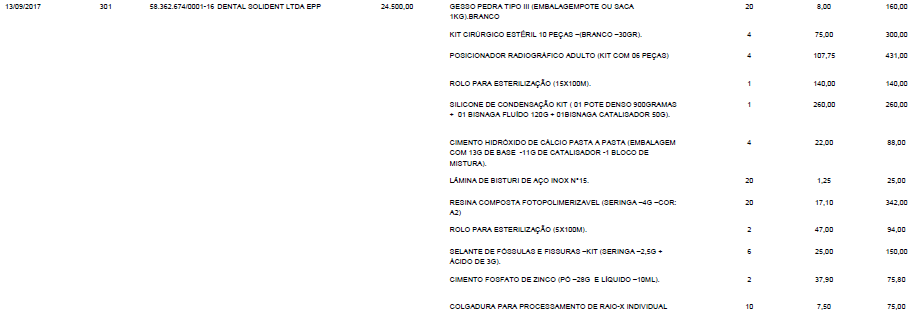 13/09/2017 301 58.362.674/0001-16 DENTAL SOLIDENT LTDA EPP 24.500,00 GESSO PEDRA TIPO III (EMBALAGEMPOTE OU SACA 20 8,00 160,00
1KG).BRANCO
KIT CIRÚRGICO ESTÉRIL 10 PEÇAS –(BRANCO –30GR). 4 75,00 300,00
POSICIONADOR RADIOGRÁFICO ADULTO (KIT COM 06 PEÇAS) 4 107,75 431,00
ROLO PARA ESTERILIZAÇÃO (15X100M). 1 140,00 140,00
SILICONE DE CONDENSAÇÃO KIT ( 01 POTE DENSO 900GRAMAS 1 260,00 260,00
+ 01 BISNAGA FLUÍDO 120G + 01BISNAGA CATALISADOR 50G).
CIMENTO HIDRÓXIDO DE CÁLCIO PASTA A PASTA (EMBALAGEM 4 22,00 88,00
COM 13G DE BASE -11G DE CATALISADOR -1 BLOCO DE
MISTURA).
LÂMINA DE BISTURI DE AÇO INOX N°15. 20 1,25 25,00
RESINA COMPOSTA FOTOPOLIMERIZAVEL (SERINGA –4G –COR: 20 17,10 342,00
A2)
ROLO PARA ESTERILIZAÇÃO (5X100M). 2 47,00 94,00
SELANTE DE FÓSSULAS E FISSURAS –KIT (SERINGA –2,5G + 6 25,00 150,00
ÁCIDO DE 3G).
CIMENTO FOSFATO DE ZINCO (PÓ –28G E LÍQUIDO –10ML). 2 37,90 75,80
COLGADURA PARA PROCESSAMENTO DE RAIO-X INDIVIDUAL 10 7,50 75,00